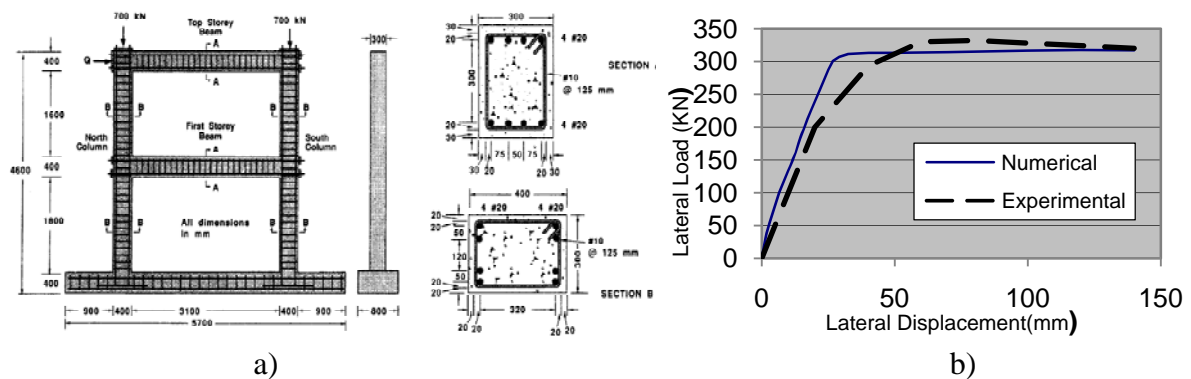 700 kN
700 kN
Top Storey
Beam
A
A
Q
400
1600
400
4600
1800
400
B
B
B
B
North
Column
First Storey
Beam
A
A
South
Column
B
B
B
B
All dimensions
in mm
900
400
3100
400
900
5700
300
800
300
30
20
4 #20
SECTION
300
#10
@ 125 mm
20
30
4 #20
75
50
75
30
20
20
30
400
4 #20
20
20
50
120
50
20
20
#10
@ 125 mm
300
SECTION B
320
20
20
20
20
a)
Lateral Load (KN)
350
300
250
200
150
100
50
0
Numerical
Experimental
0
50
100
150
Lateral Displacement(mm)
b)